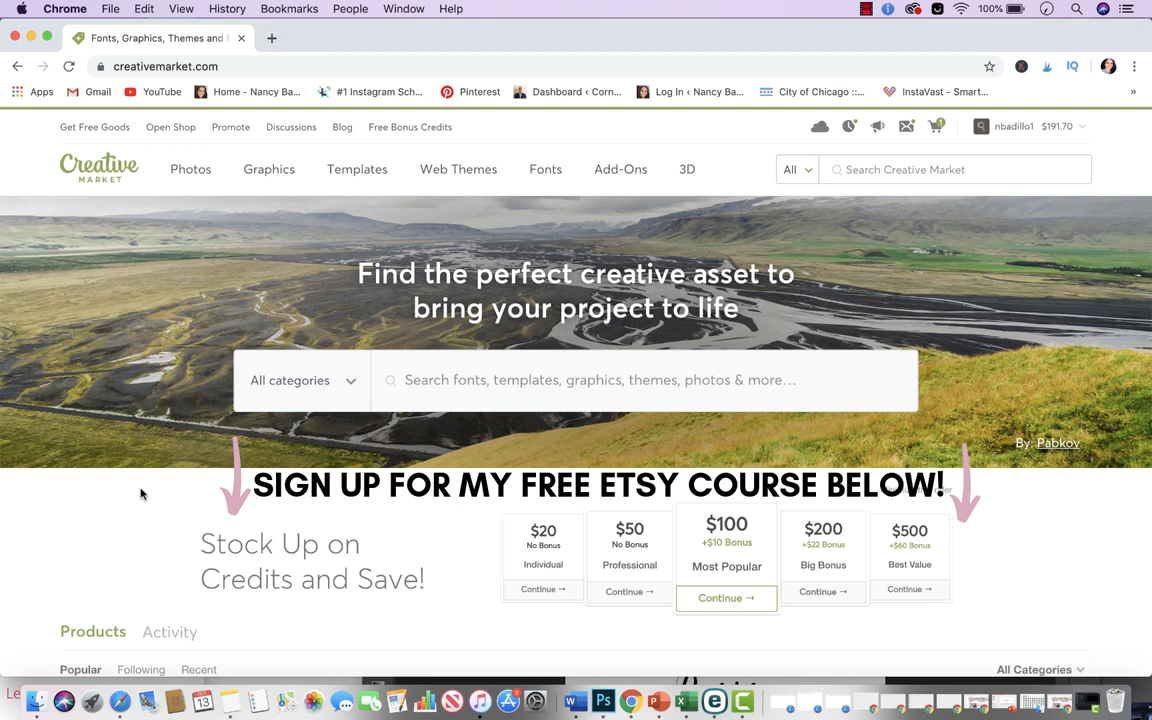 Chrome File Edit View History Bookmarks People Window Help 100%
Fonts, Graphics, Themes and
creativemarket.com
Apps Gmail YouTube Home - Nancy Ba... #1 Instagram Sch... Pinterest Dashboard ‹ Corn... Log In ‹ Nancy Ba... City of Chicago ::... InstaVast - Smart... »
Get Free Goods Open Shop Promote Discussions Blog Free Bonus Credits 1 nbadillo1 $191.70
Creative
MARKET
Photos Graphics Templates Web Themes Fonts Add-Ons 3D All Search Creative Market
Find the perfect creative asset to
bring your project to life
All categories Search fonts, templates, graphics, themes, photos & more...
By: Pabkov
SIGN UP FOR MY FREE ETSY COURSE BELOW!
Stock Up on
Credits and Save!
$20
No Bonus
Individual
Continue →
$50
No Bonus
Professional
Continue →
$100
+$10 Bonus
Most Popular
Continue →
$200
+$22 Bonus
Big Bonus
Continue →
$500
+$60 Bonus
Best Value
Continue →
Products Activity
Popular Following Recent All Categories